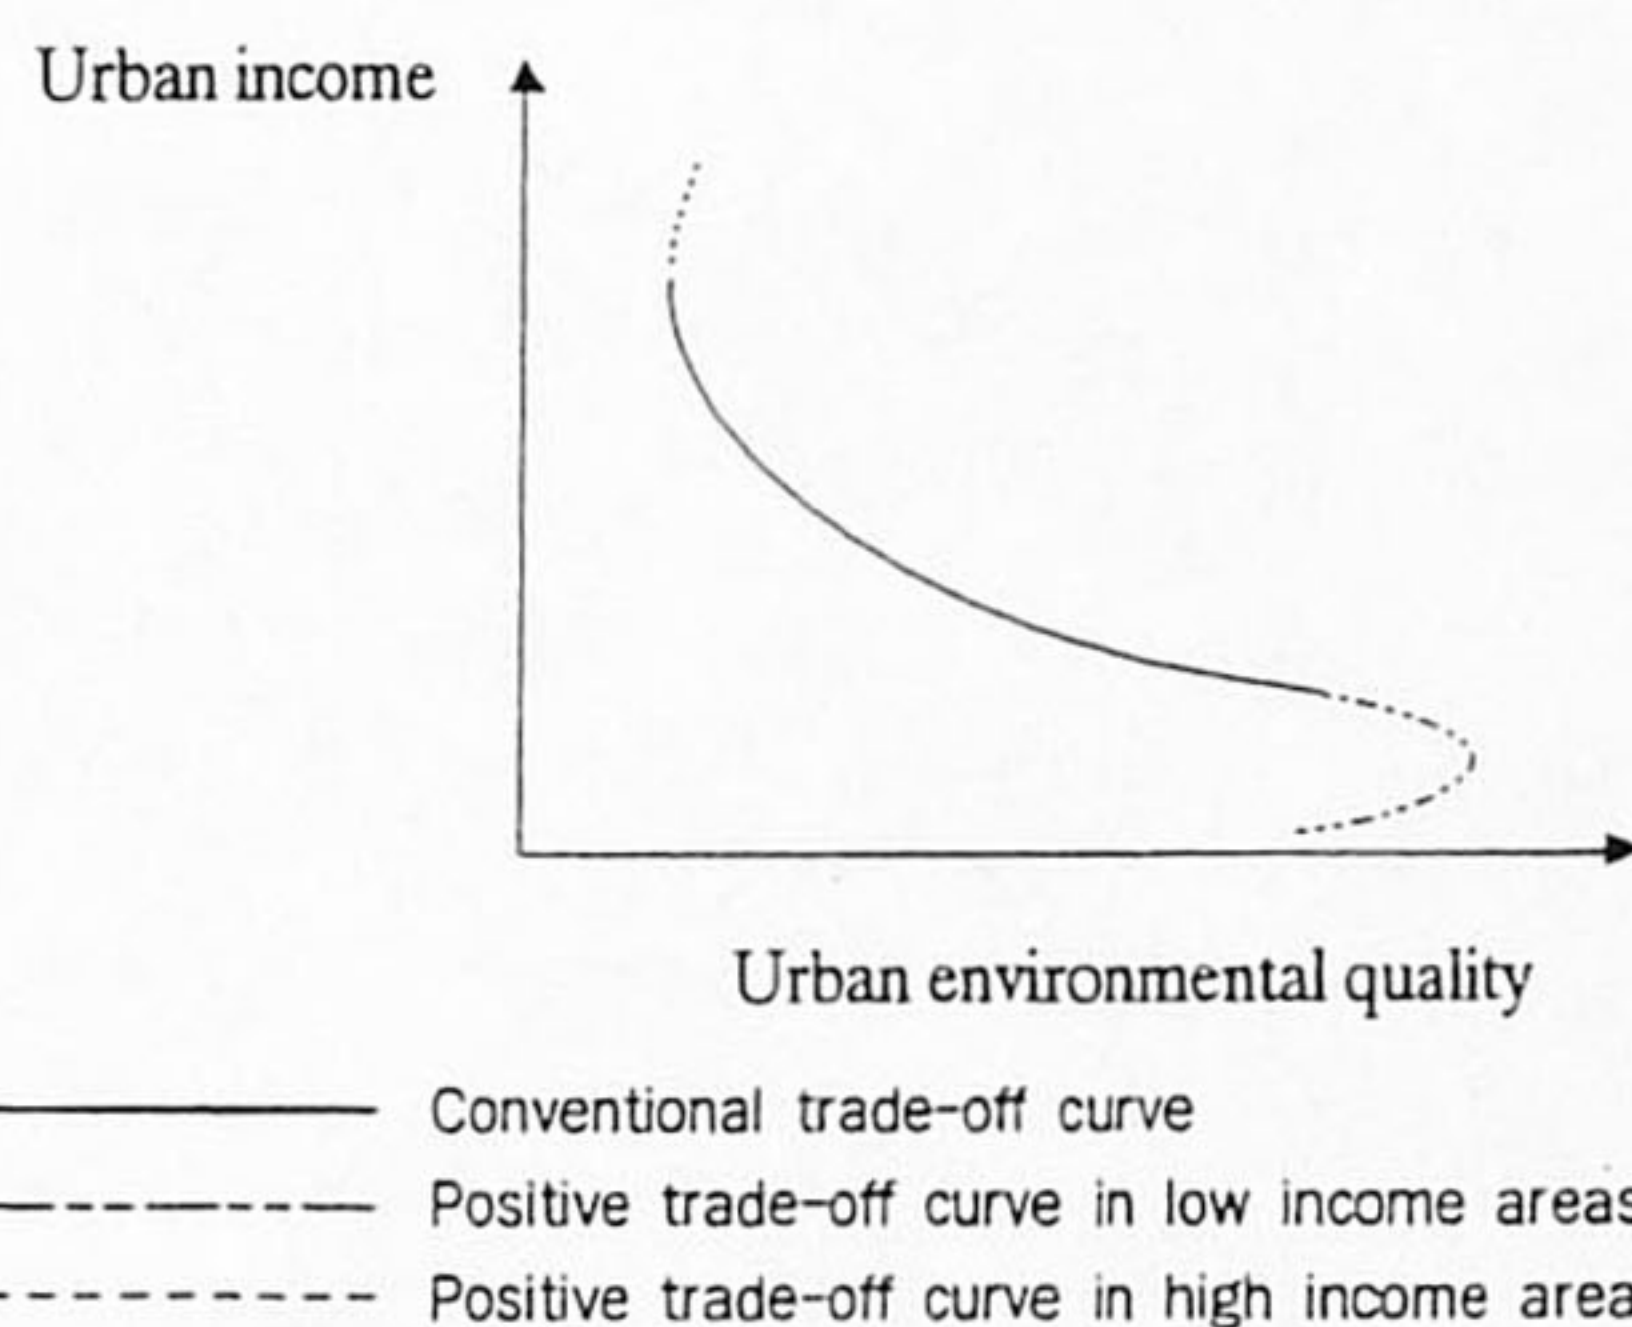 Urban income
Urban environmental quality
Conventional trade-off curve
Positive trade-off curve in low income areas
Positive trade-off curve in high income area